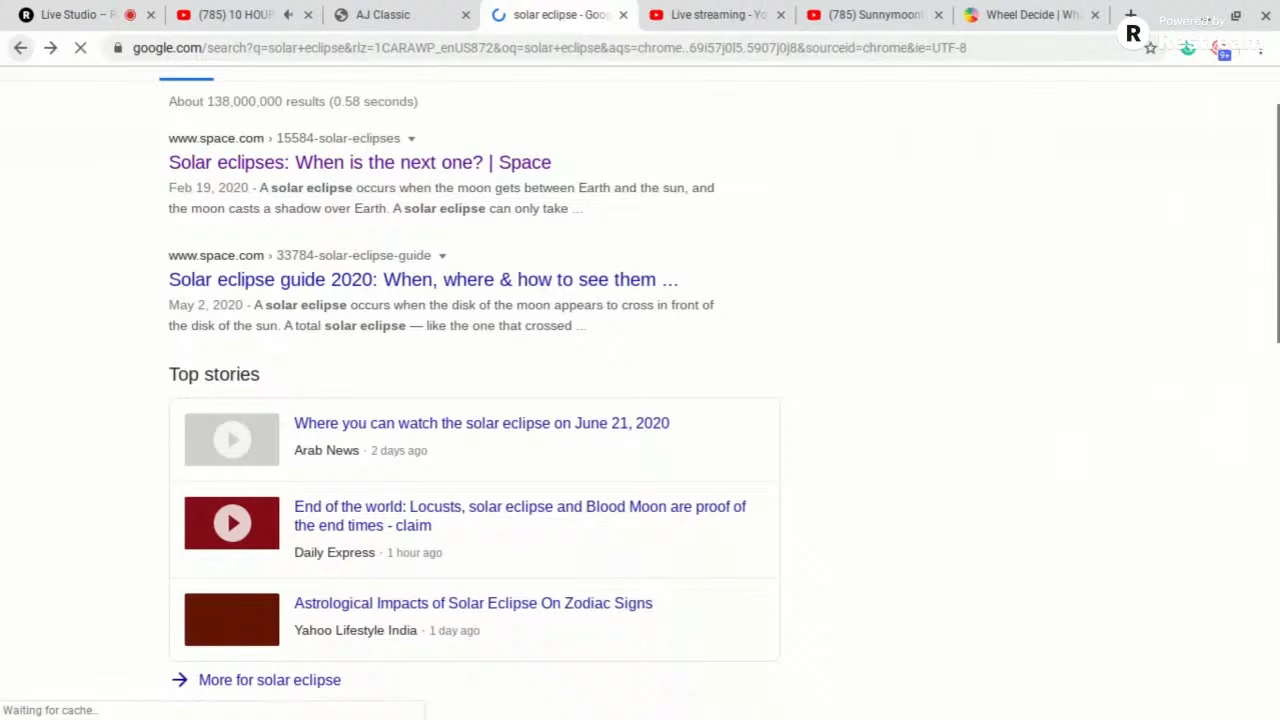 Live Studio – R
(785) 10 HOUR
AJ Classic
solar eclipse - Goo
Live streaming - Yo
(785) Sunnymoon
Wheel Decide | Wh
Powered by
Restream
R
google.com/search?q=solar+eclipse&rlz=1CARAWP_enUS872&oq=solar+eclipse&aqs=chrome..69i57j0l5.5907j0j8&sourceid=chrome&ie=UTF-8
9+
About 138,000,000 results (0.58 seconds)
www.space.com › 15584-solar-eclipses
Solar eclipses: When is the next one? | Space
Feb 19, 2020 - A solar eclipse occurs when the moon gets between Earth and the sun, and
the moon casts a shadow over Earth. A solar eclipse can only take ...
www.space.com › 33784-solar-eclipse-guide
Solar eclipse guide 2020: When, where & how to see them ...
May 2, 2020 - A solar eclipse occurs when the disk of the moon appears to cross in front of
the disk of the sun. A total solar eclipse — like the one that crossed ...
Top stories
Where you can watch the solar eclipse on June 21, 2020
Arab News · 2 days ago
End of the world: Locusts, solar eclipse and Blood Moon are proof of
the end times - claim
Daily Express · 1 hour ago
Astrological Impacts of Solar Eclipse On Zodiac Signs
Yahoo Lifestyle India · 1 day ago
More for solar eclipse
Waiting for cache...